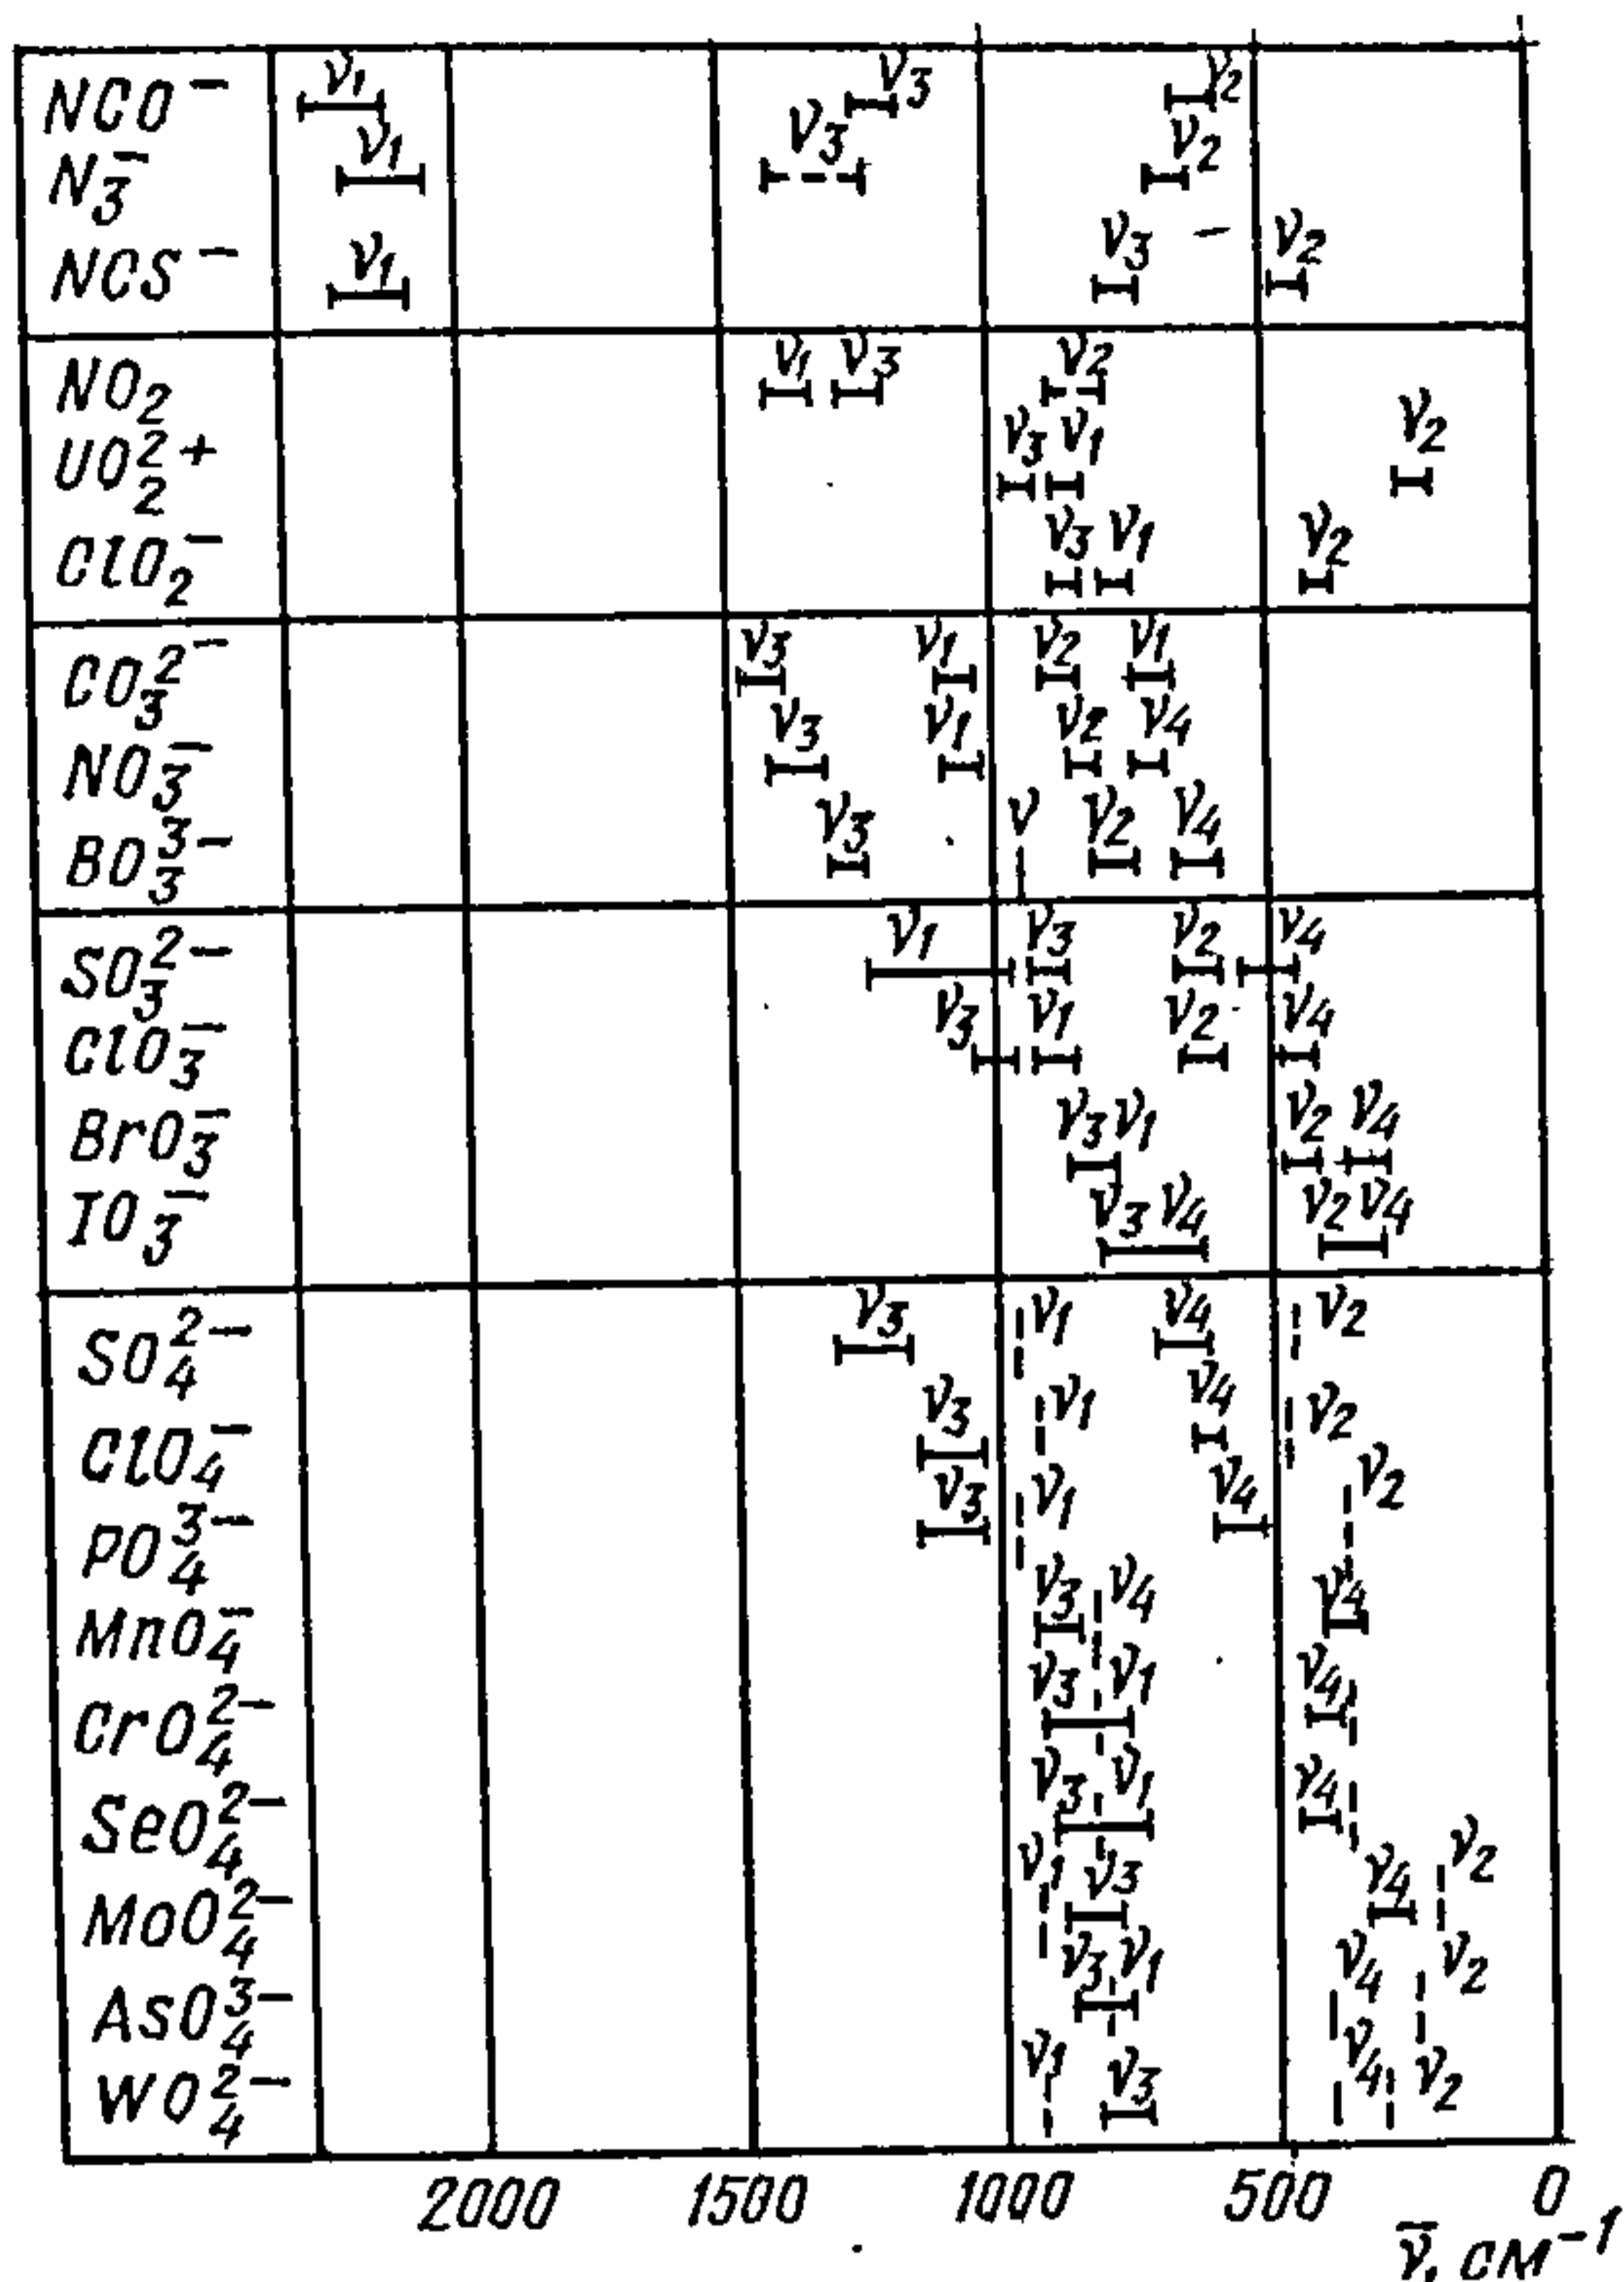 NCO⁻ ν₁ ν₃ ν₂
N₃⁻ ν₁ ν₃ ν₂
NCS⁻ ν₁ ν₃ ν₂
NO₂ ν₁ ν₃ ν₂
UO₂²⁺ ν₃ ν₁ ν₂
ClO₂⁻ ν₃ ν₁ ν₂
CO₃²⁻ ν₃ ν₁ ν₂ ν₁
NO₃⁻ ν₃ ν₁ ν₂ ν₄
BO₃³⁻ ν₃ ν ν₂ ν₄
SO₃²⁻ ν₁ ν₃ ν₂ ν₄
ClO₃⁻ ν₃ ν₁ ν₂ ν₄
BrO₃⁻ ν₃ ν₁ ν₂ ν₄
IO₃⁻ ν₃ ν₄ ν₂ ν₄
SO₄²⁻ ν₃ ν₁ ν₄ ν₂
ClO₄⁻ ν₃ ν₁ ν₄ ν₂
PO₄³⁻ ν₃ ν₁ ν₄ ν₂
MnO₄⁻ ν₃ ν₄ ν₄
CrO₄²⁻ ν₃ ν₁ ν₄
SeO₄²⁻ ν₃ ν₁ ν₄
MoO₄²⁻ ν₁ ν₃ ν₄ ν₂
AsO₄³⁻ ν₃ ν₁ ν₄ ν₂
WO₄²⁻ ν₁ ν₃ ν₄ ν₂
2000 1500 1000 500 0
ν̅, см⁻¹